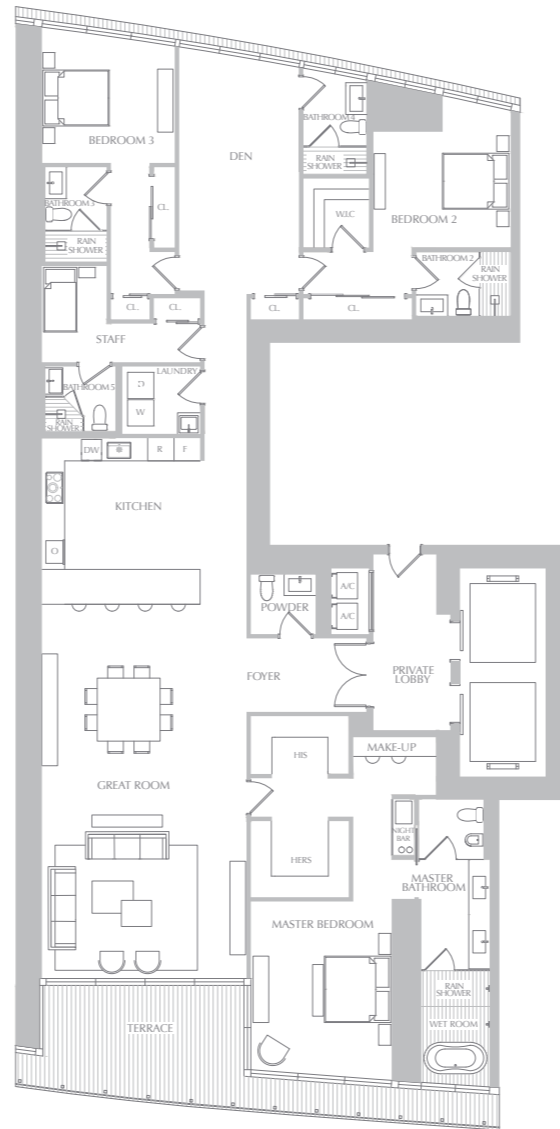 BEDROOM 3
DEN
BATHROOM 4
RAIN
SHOWER
CL.
W.I.C
BEDROOM 2
BATHROOM 3
RAIN
SHOWER
BATHROOM 2
RAIN
SHOWER
CL.
CL.
CL.
CL.
STAFF
LAUNDRY
BATHROOM 5
D
W
RAIN
SHOWER
DW
R
F
KITCHEN
O
A/C
A/C
POWDER
FOYER
PRIVATE
LOBBY
MAKE-UP
HIS
GREAT ROOM
NIGHT
BAR
HERS
MASTER
BATHROOM
MASTER BEDROOM
RAIN
SHOWER
WET ROOM
TERRACE